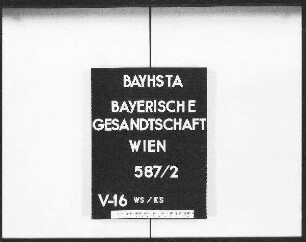 BAYHSTA
BAYERISCHE
GESANDTSCHAFT
WIEN
587/2
V-16 WS/KS